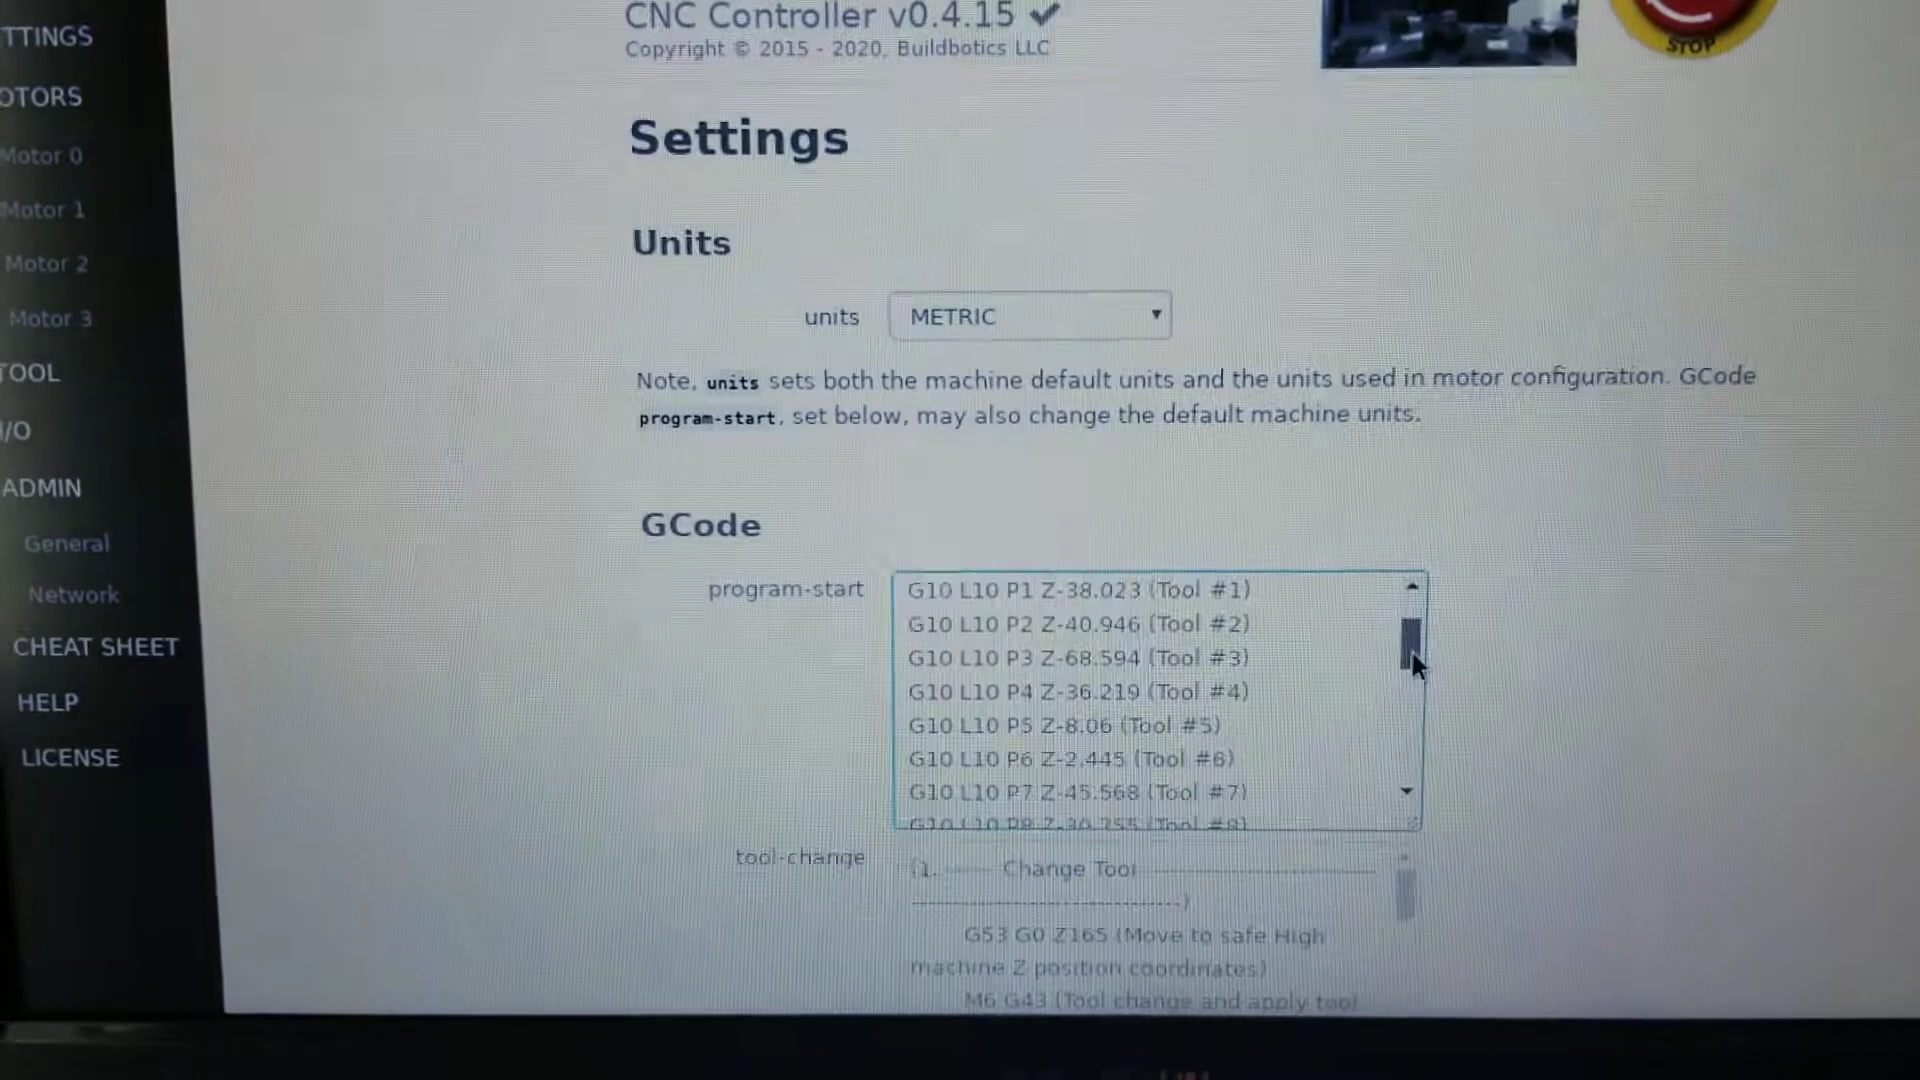 CNC Controller v0.4.15
Copyright © 2015 - 2020, Buildbotics LLC
STOP
TTINGS
OTORS
Motor 0
Motor 1
Motor 2
Motor 3
TOOL
I/O
ADMIN
General
Network
CHEAT SHEET
HELP
LICENSE
Settings
Units
units METRIC
Note, units sets both the machine default units and the units used in motor configuration. GCode
program-start, set below, may also change the default machine units.
GCode
program-start
G10 L10 P1 Z-38.023 (Tool #1)
G10 L10 P2 Z-40.946 (Tool #2)
G10 L10 P3 Z-68.594 (Tool #3)
G10 L10 P4 Z-36.219 (Tool #4)
G10 L10 P5 Z-8.06 (Tool #5)
G10 L10 P6 Z-2.445 (Tool #6)
G10 L10 P7 Z-45.568 (Tool #7)
tool-change
(1. ------ Change Tool ------------------------------
-----------------------------------)
G53 G0 Z165 (Move to safe High
machine Z position coordinates)
M6 G43 (Tool change and apply tool